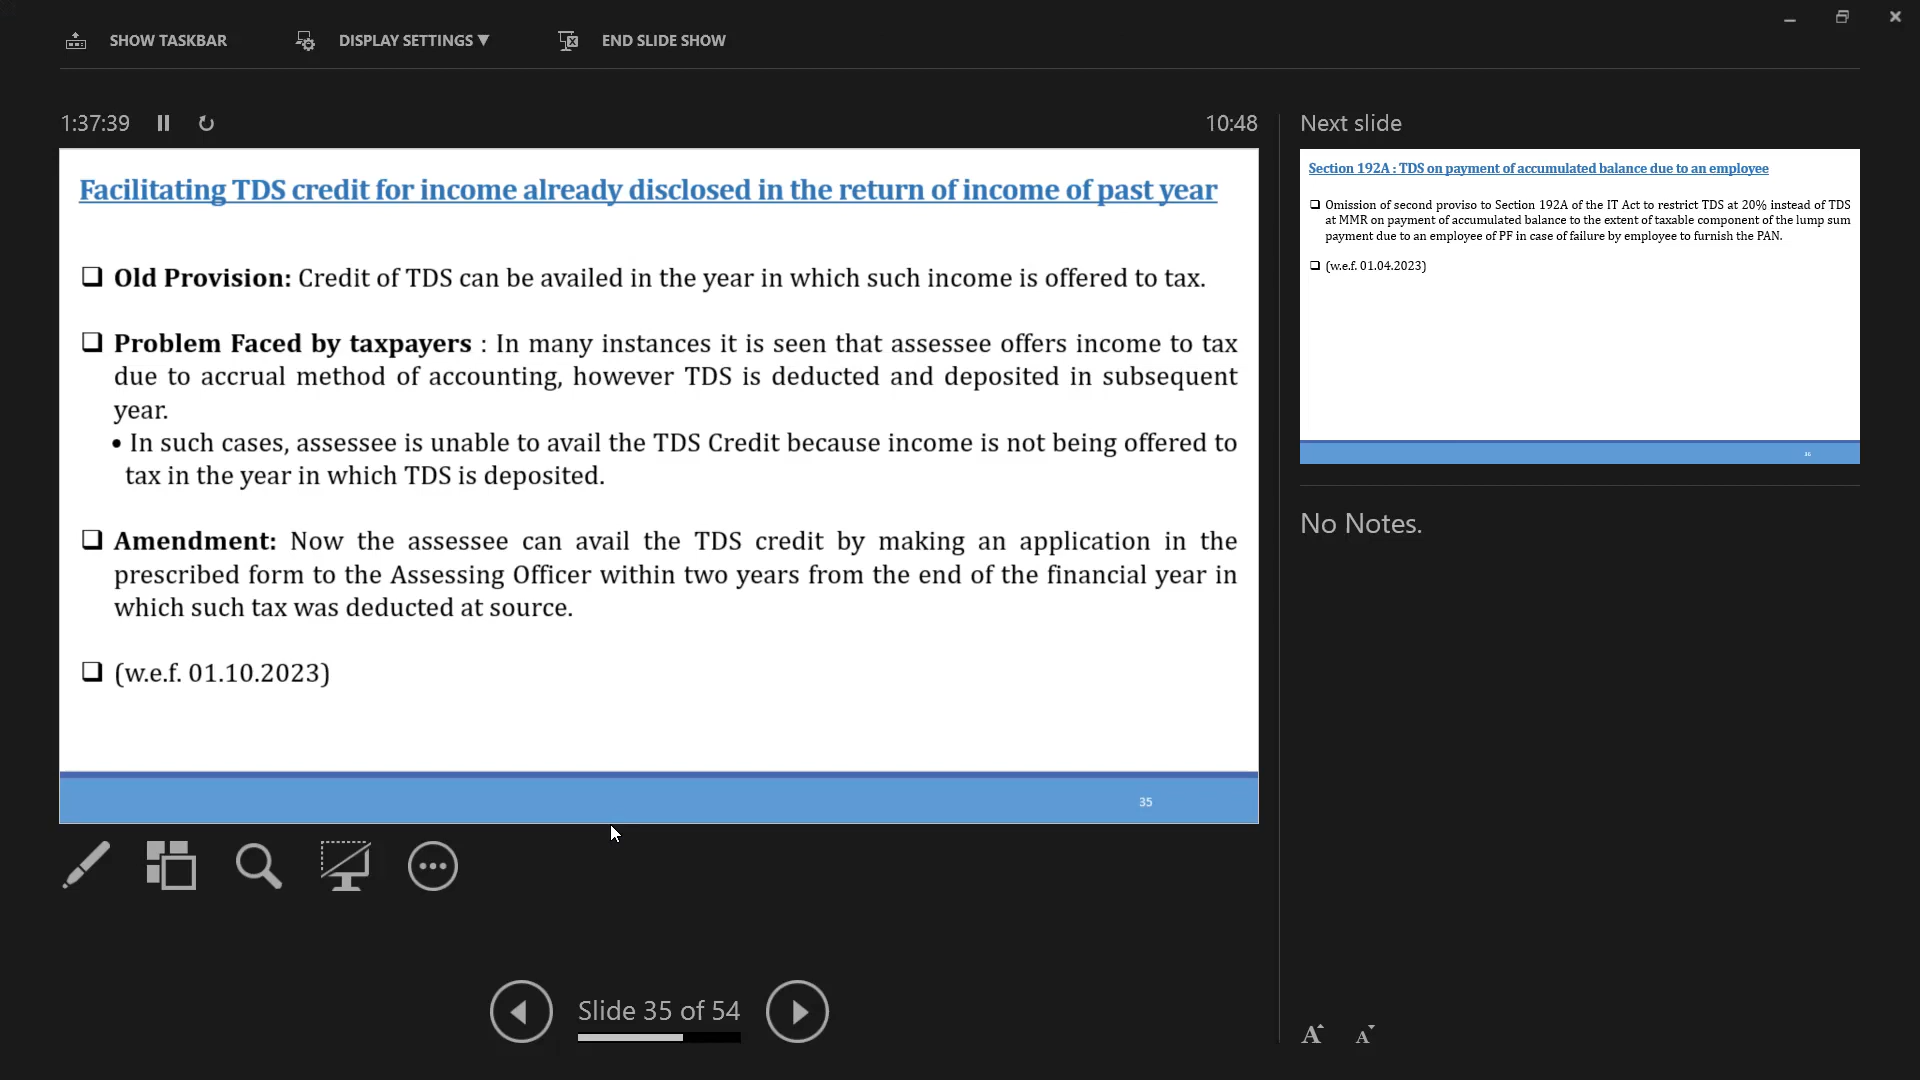 SHOW TASKBAR
DISPLAY SETTINGS ▼
END SLIDE SHOW
1:37:39
10:48
Facilitating TDS credit for income already disclosed in the return of income of past year
❑ Old Provision: Credit of TDS can be availed in the year in which such income is offered to tax.
❑ Problem Faced by taxpayers : In many instances it is seen that assessee offers income to tax
due to accrual method of accounting, however TDS is deducted and deposited in subsequent
year.
• In such cases, assessee is unable to avail the TDS Credit because income is not being offered to
tax in the year in which TDS is deposited.
❑ Amendment: Now the assessee can avail the TDS credit by making an application in the
prescribed form to the Assessing Officer within two years from the end of the financial year in
which such tax was deducted at source.
❑ (w.e.f. 01.10.2023)
35
Slide 35 of 54
Next slide
Section 192A : TDS on payment of accumulated balance due to an employee
❑ Omission of second proviso to Section 192A of the IT Act to restrict TDS at 20% instead of TDS
at MMR on payment of accumulated balance to the extent of taxable component of the lump sum
payment due to an employee of PF in case of failure by employee to furnish the PAN.
❑ (w.e.f. 01.04.2023)
36
No Notes.
A A